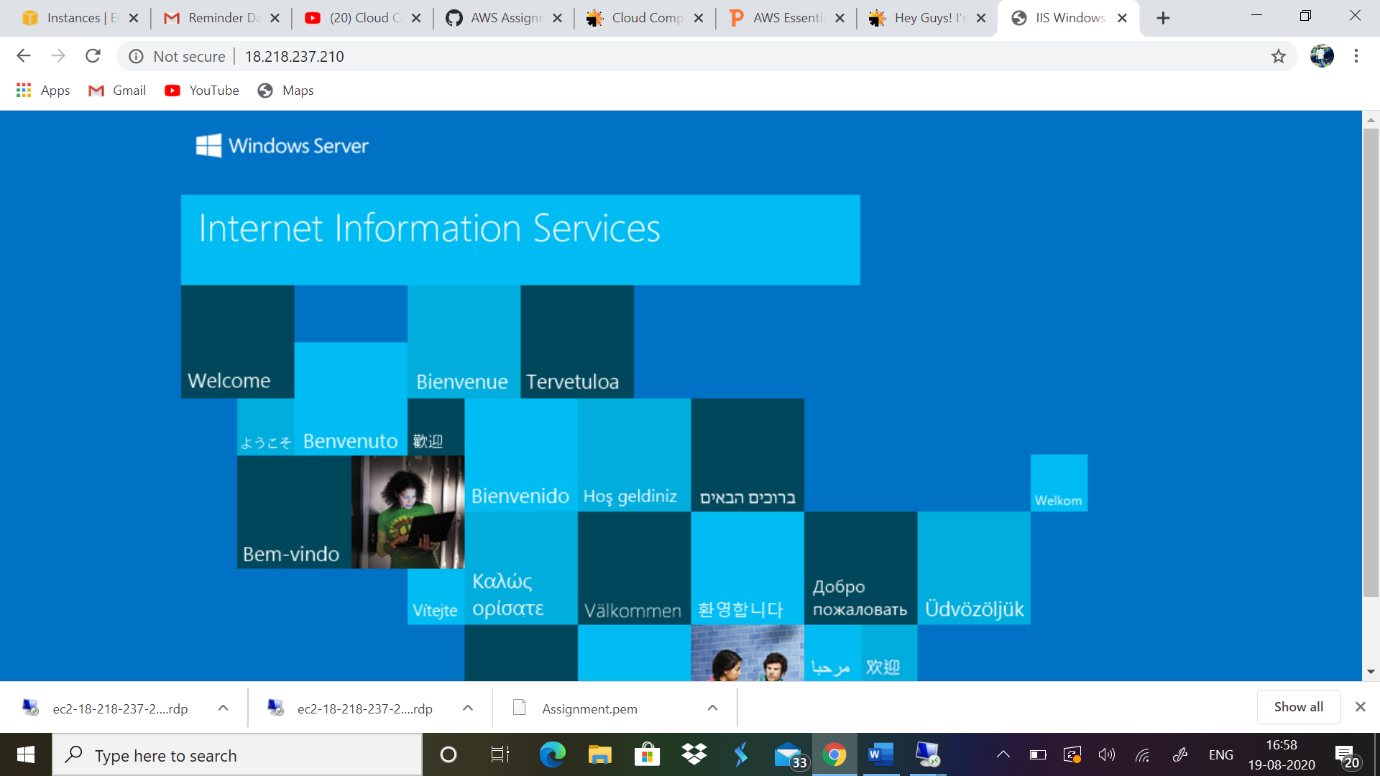 Instances | E
Reminder Da
(20) Cloud C
AWS Assignn
Cloud Comp
AWS Essentia
Hey Guys! I'm
IIS Windows
Not secure
18.218.237.210
Apps
Gmail
YouTube
Maps
Windows Server
Internet Information Services
Welcome
Bienvenue
Tervetuloa
ようこそ
Benvenuto
歡迎
Bienvenido
Hoş geldiniz
ברוכים הבאים
Welkom
Bem-vindo
Vítejte
Καλώς
ορίσατε
Välkommen
환영합니다
Добро
пожаловать
Üdvözöljük
مرحبا
欢迎
ec2-18-218-237-2....rdp
ec2-18-218-237-2....rdp
Assignment.pem
Show all
Type here to search
33
ENG
16:58
19-08-2020
20